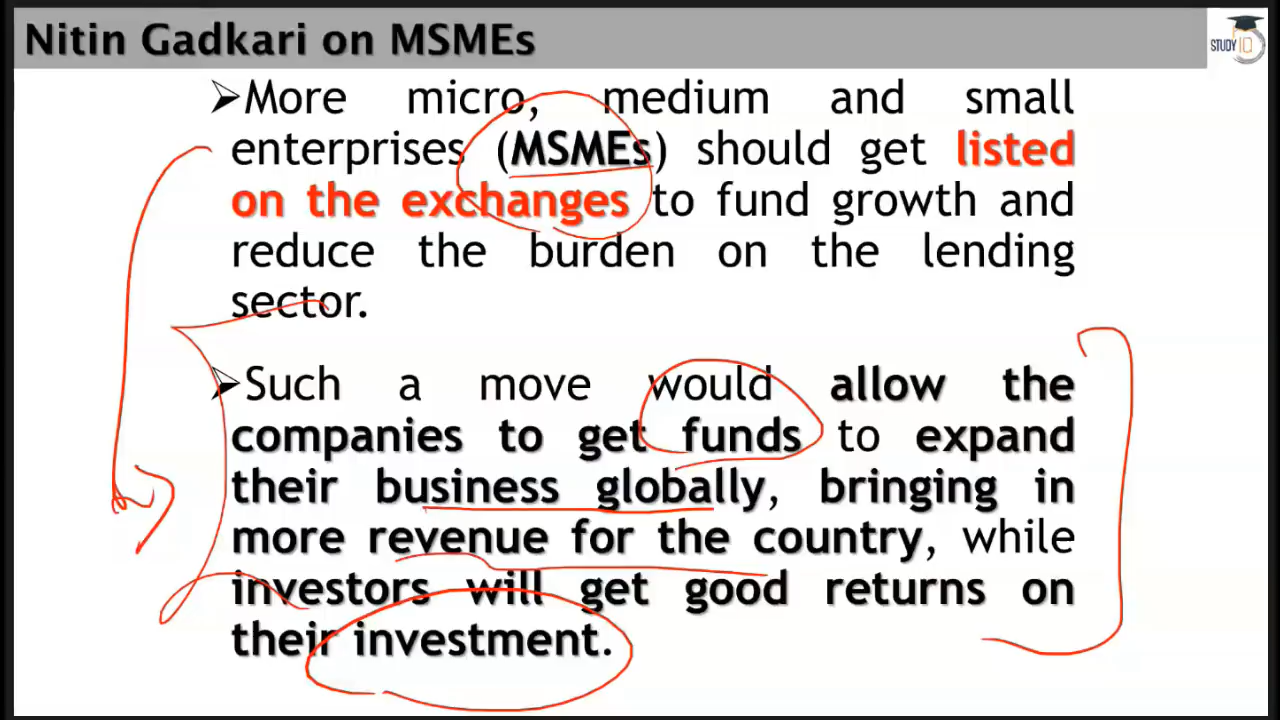 Nitin Gadkari on MSMEs
STUDY IQ
➢More micro, medium and small
enterprises (MSMEs) should get listed
on the exchanges to fund growth and
reduce the burden on the lending
sector.
➢Such a move would allow the
companies to get funds to expand
their business globally, bringing in
more revenue for the country, while
investors will get good returns on
their investment.